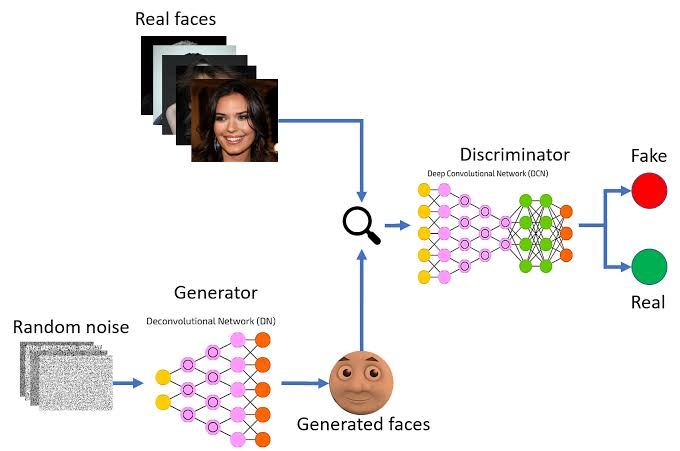 Real faces
Discriminator
Fake
Deep Convolutional Network (DCN)
Real
Generator
Random noise
Deconvolutional Network (DN)
Generated faces